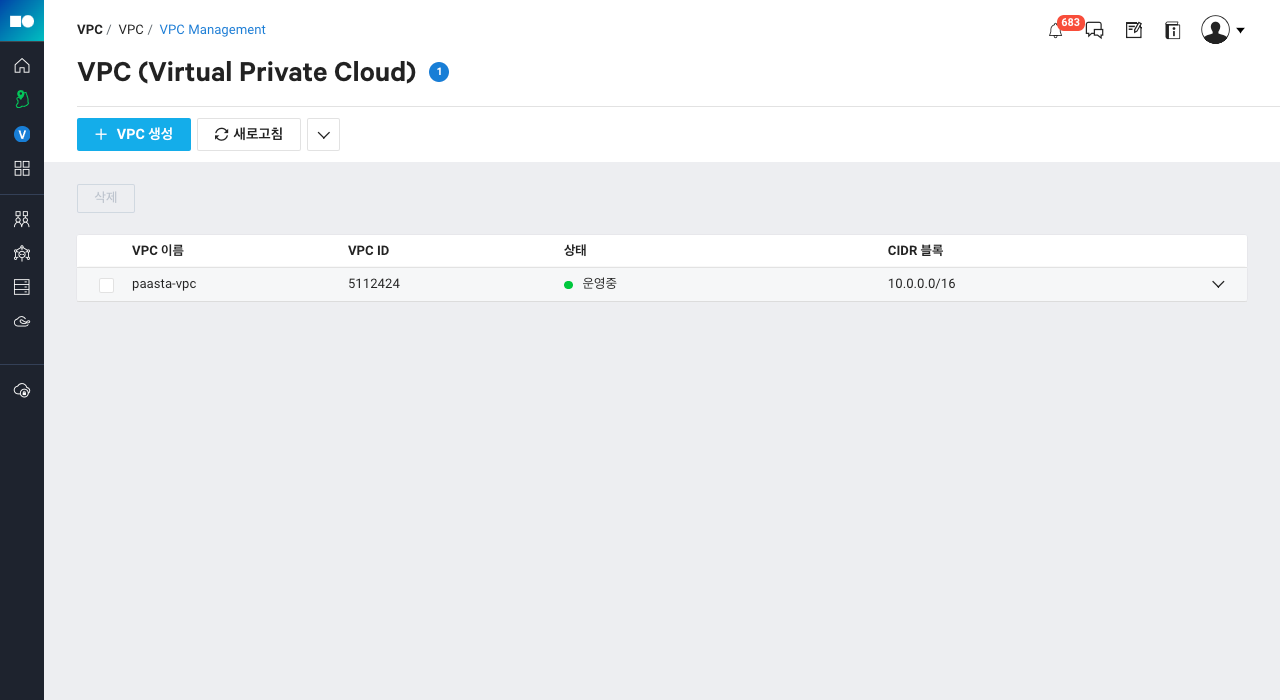 VPC / VPC / VPC Management
683
VPC (Virtual Private Cloud) 1
VPC 생성 새로고침
V
삭제
VPC 이름 VPC ID 상태 CIDR 블록
paasta-vpc 5112424 운영중 10.0.0.0/16